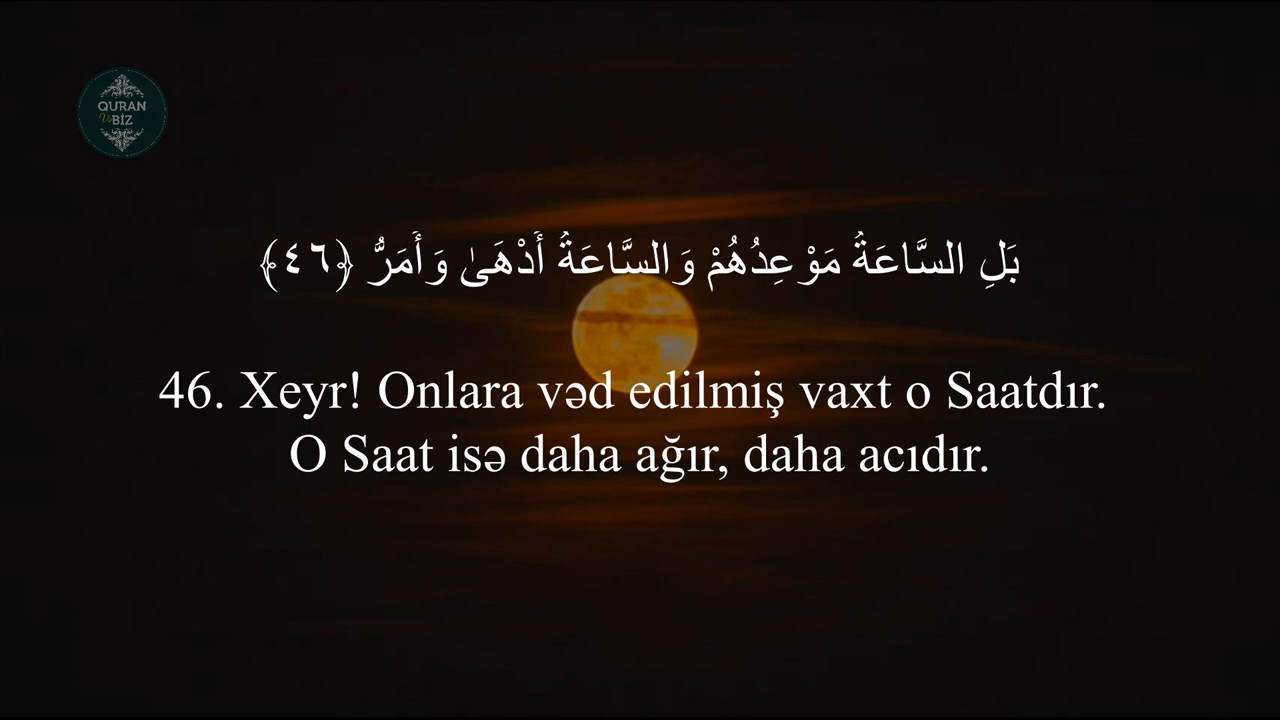 QURAN
Və BİZ
بَلِ السَّاعَةُ مَوْعِدُهُمْ وَالسَّاعَةُ أَدْهَىٰ وَأَمَرُّ ﴿٤٦﴾
46. Xeyr! Onlara vəd edilmiş vaxt o Saatdır.
O Saat isə daha ağır, daha acıdır.